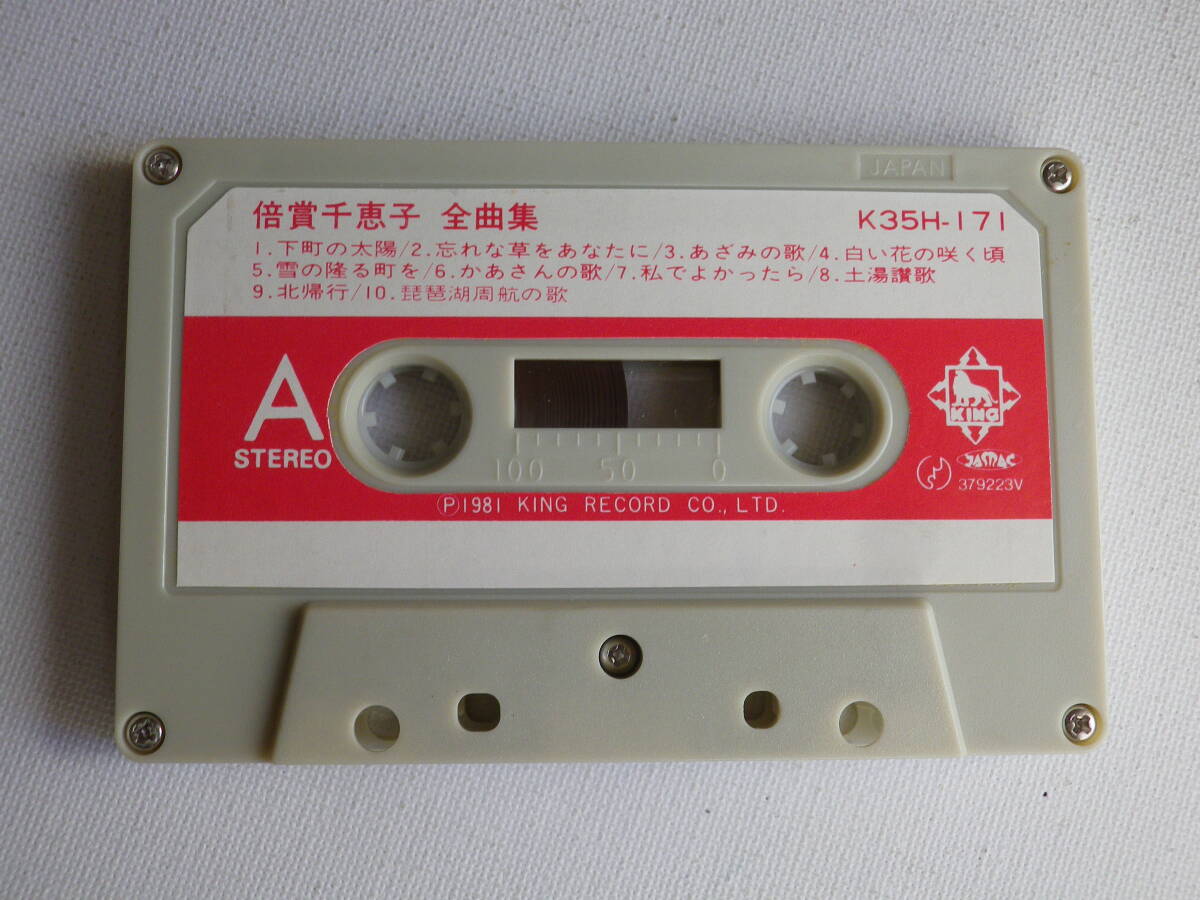 JAPAN
倍賞千恵子 全曲集 K35H-171
1.下町の太陽/2.忘れな草をあなたに/3.あざみの歌/4.白い花の咲く頃
5.雪の隆る町を/6.かあさんの歌/7.私でよかったら/8.土湯讃歌
9.北帰行/10.琵琶湖周航の歌
A
STEREO
KING
100 50 0
JASRAC
379223V
Ⓟ1981 KING RECORD CO., LTD.